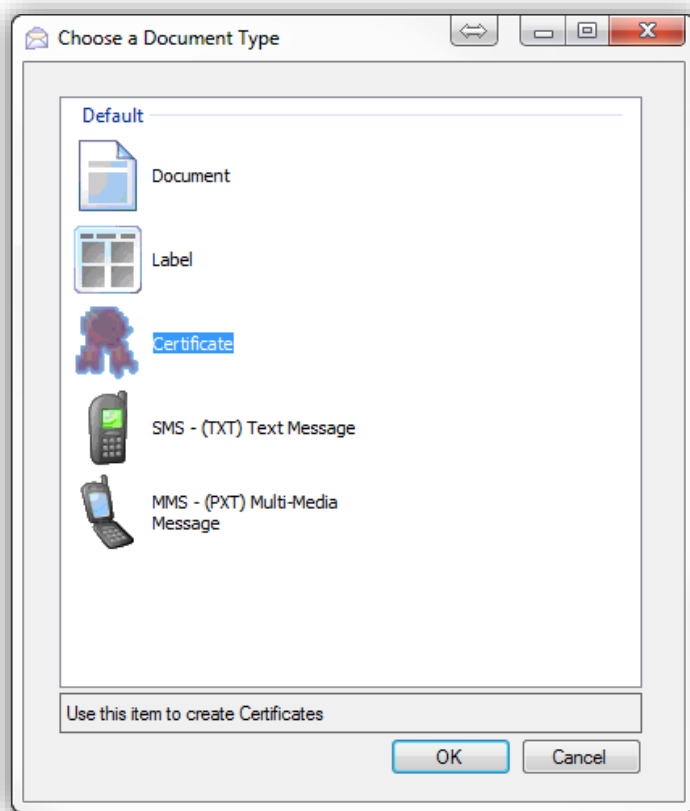 Choose a Document Type
Default
Document
Label
Certificate
SMS - (TXT) Text Message
MMS - (PXT) Multi-Media
Message
Use this item to create Certificates
OK
Cancel